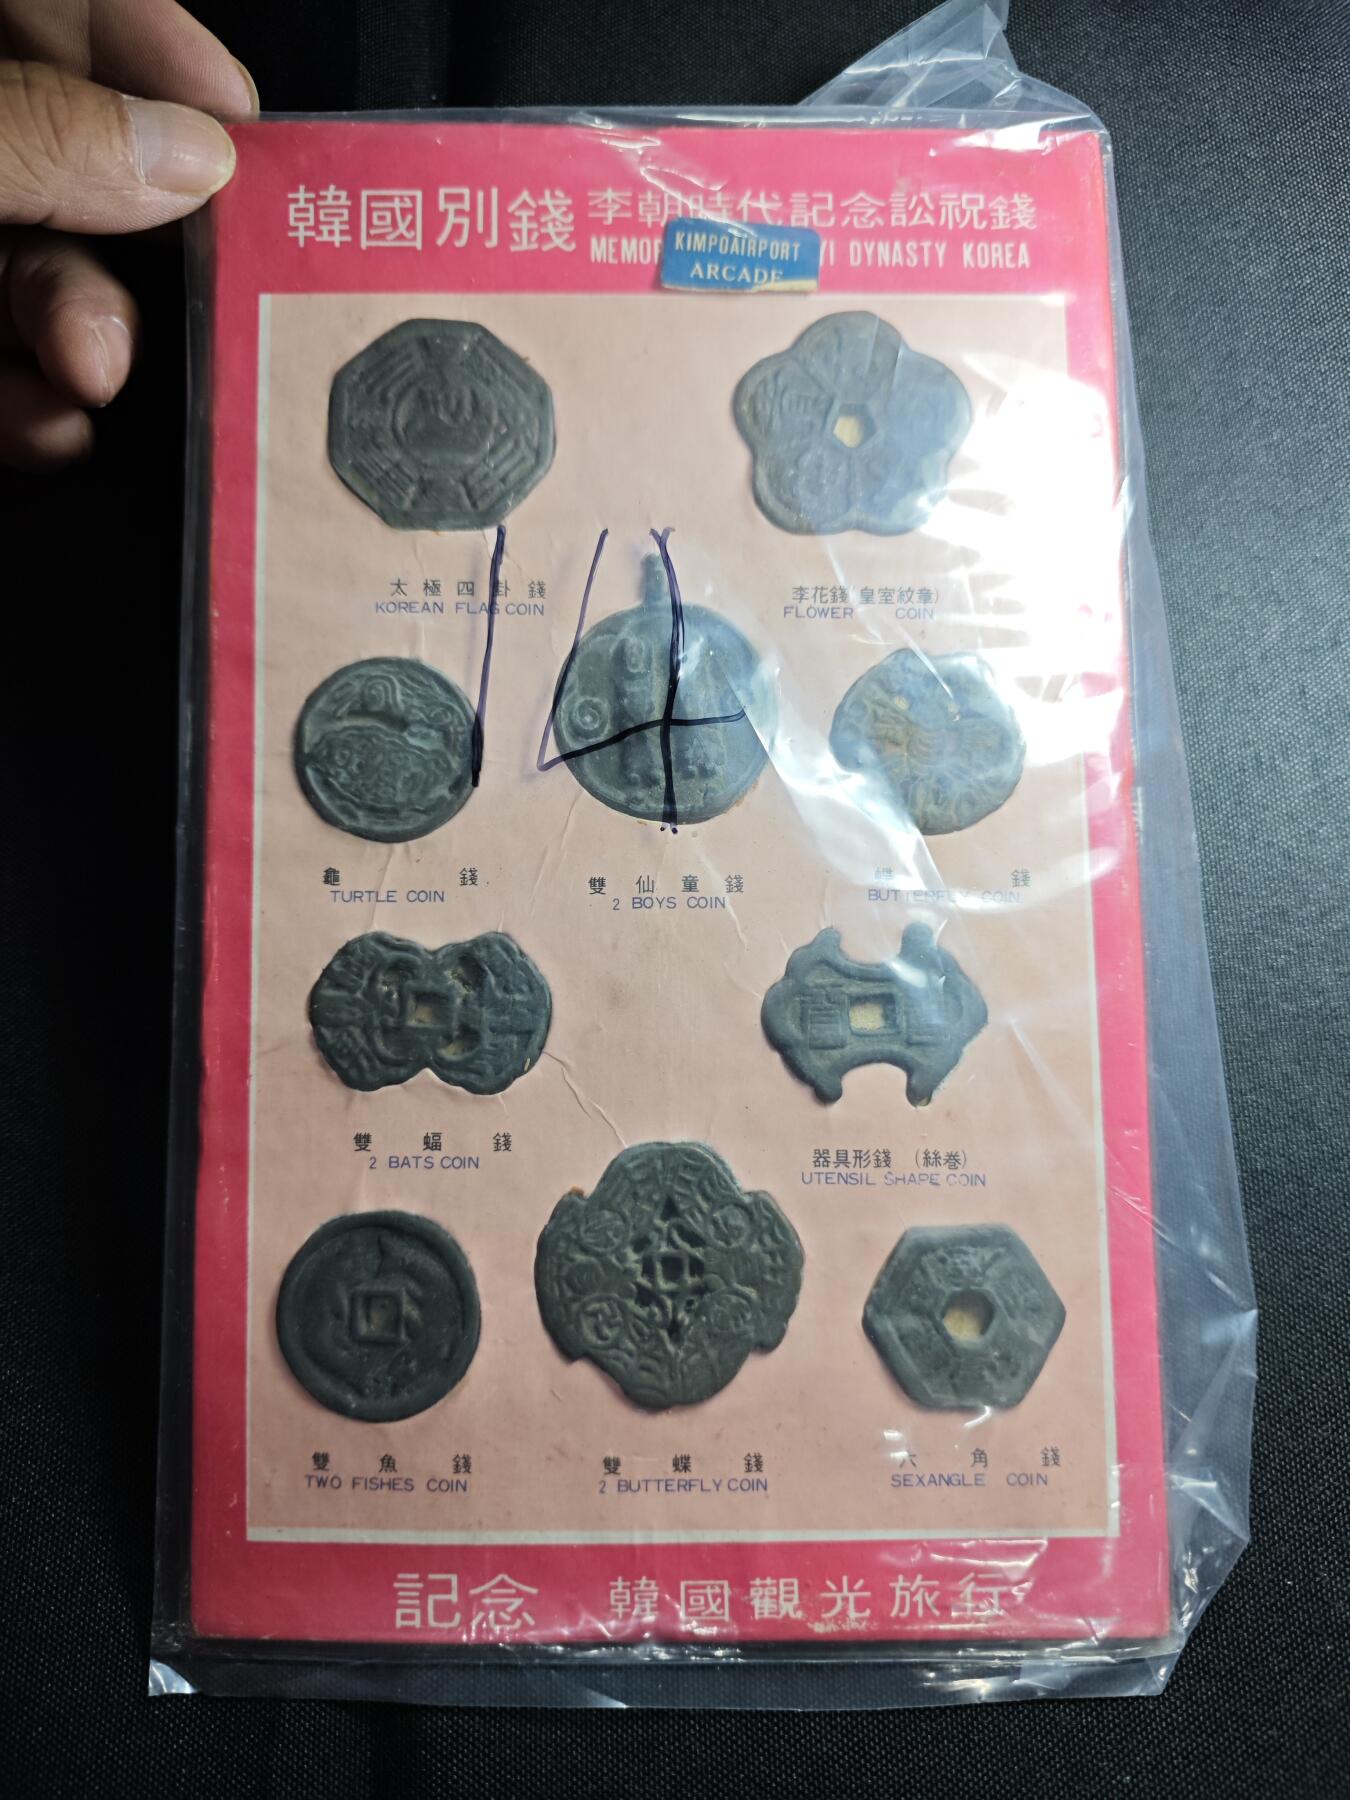 韓國別錢 李朝時代記念訟祝錢
MEMOR YI DYNASTY KOREA
KIMPOAIRPORT
ARCADE
太極四卦錢
KOREAN FLAG COIN
李花錢(皇室紋章)
FLOWER COIN
14
龜錢
TURTLE COIN
雙仙童錢
2 BOYS COIN
蝶錢
BUTTERFLY COIN
雙蝠錢
2 BATS COIN
器具形錢 (絲巻)
UTENSIL SHAPE COIN
雙魚錢
TWO FISHES COIN
雙蝶錢
2 BUTTERFLY COIN
六角錢
SEXANGLE COIN
記念 韓國觀光旅行